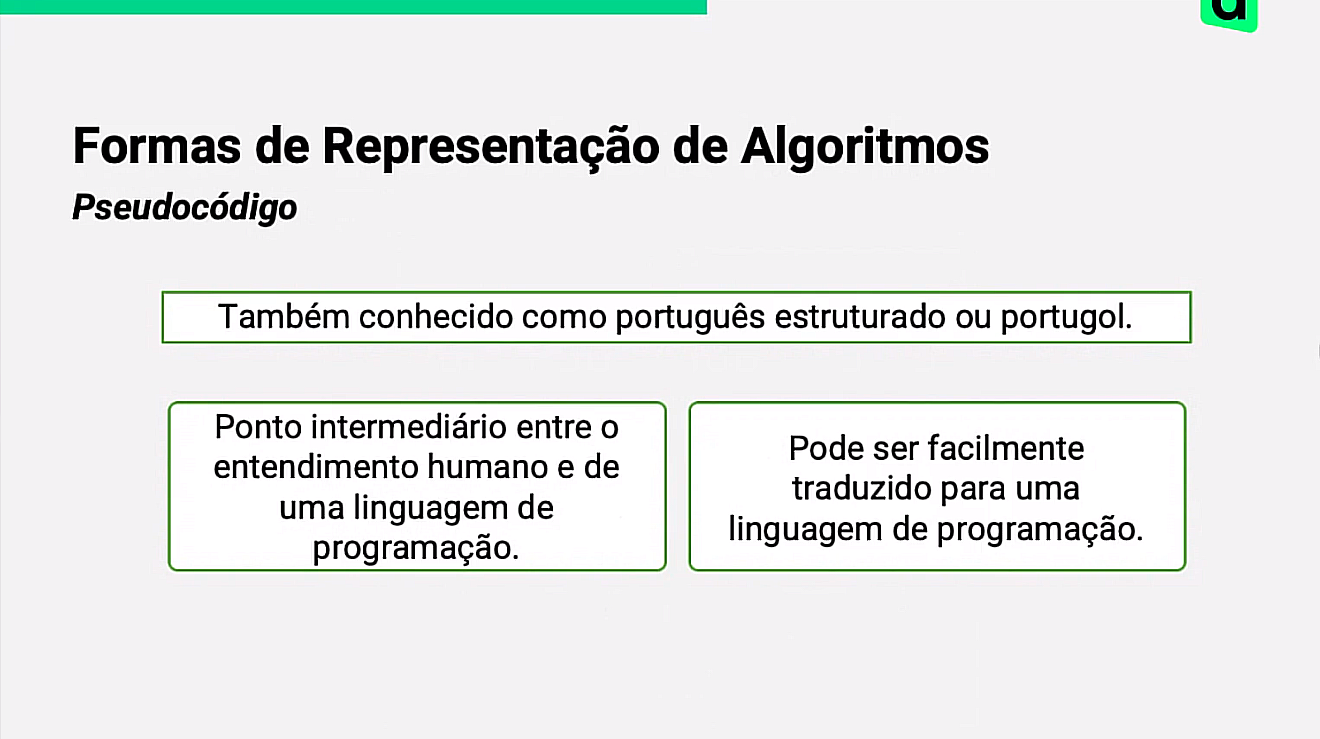 Formas de Representação de Algoritmos
Pseudocódigo
Também conhecido como português estruturado ou portugol.
Ponto intermediário entre o
entendimento humano e de
uma linguagem de
programação.
Pode ser facilmente
traduzido para uma
linguagem de programação.